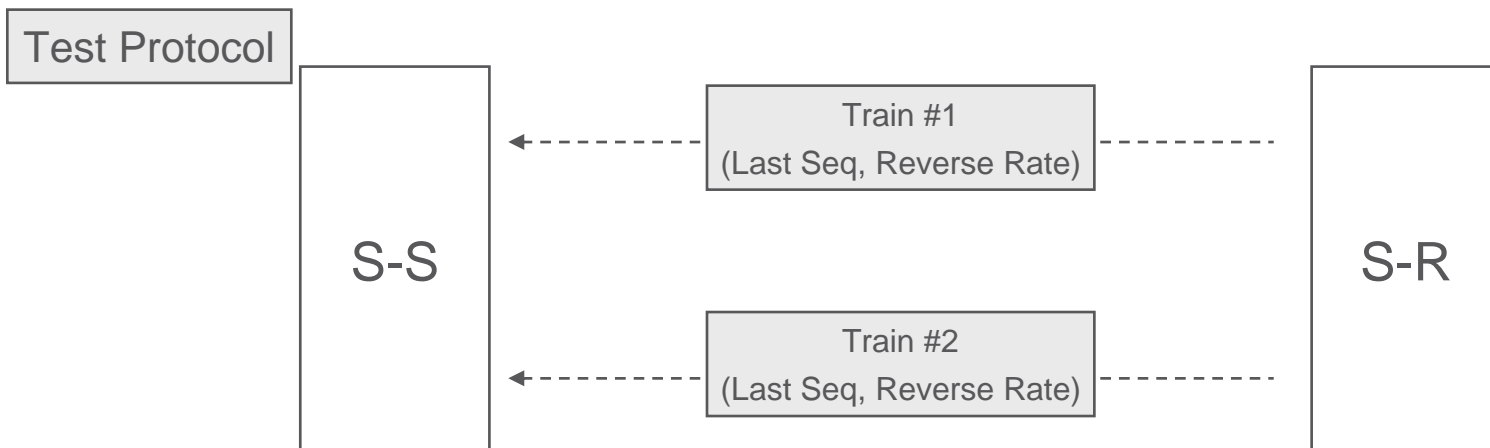 Test Protocol
Train #1
(Last Seq, Reverse Rate)
S-S
S-R
Train #2
(Last Seq, Reverse Rate)